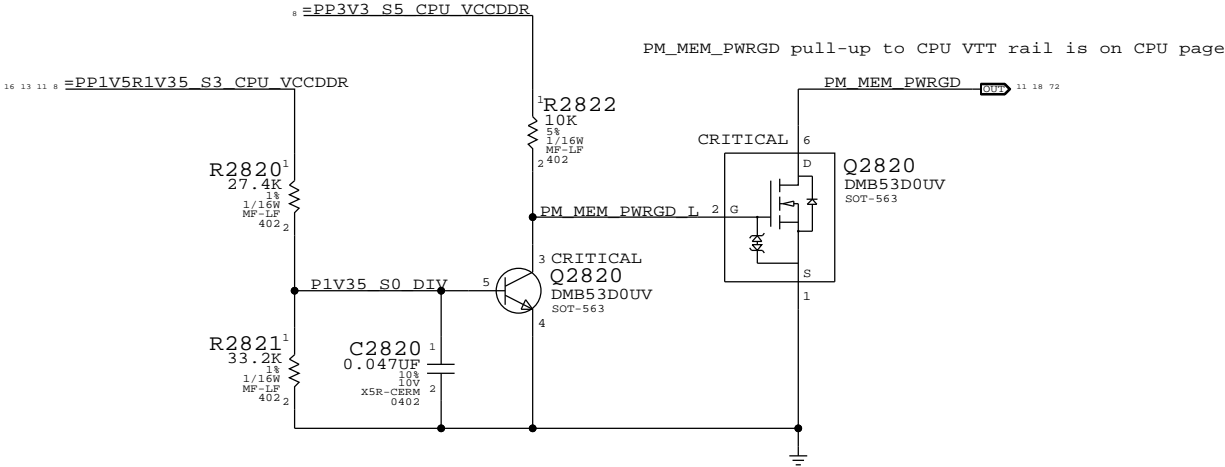 8 =PP3V3_S5_CPU_VCCDDR
PM_MEM_PWRGD pull-up to CPU VTT rail is on CPU page
16 13 11 8 =PP1V5R1V35_S3_CPU_VCCDDR
PM_MEM_PWRGD OUT 11 18 72
1
R2822
10K
5%
1/16W
MF-LF
402
2
CRITICAL 6
D
Q2820
DMB53D0UV
SOT-563
R2820 1
27.4K
1%
1/16W
MF-LF
402 2
PM_MEM_PWRGD_L 2 G
S
1
3 CRITICAL
Q2820
DMB53D0UV
SOT-563
P1V35_S0_DIV 5
4
R2821 1
33.2K
1%
1/16W
MF-LF
402 2
C2820 1
0.047UF
10%
10V
X5R-CERM 2
0402